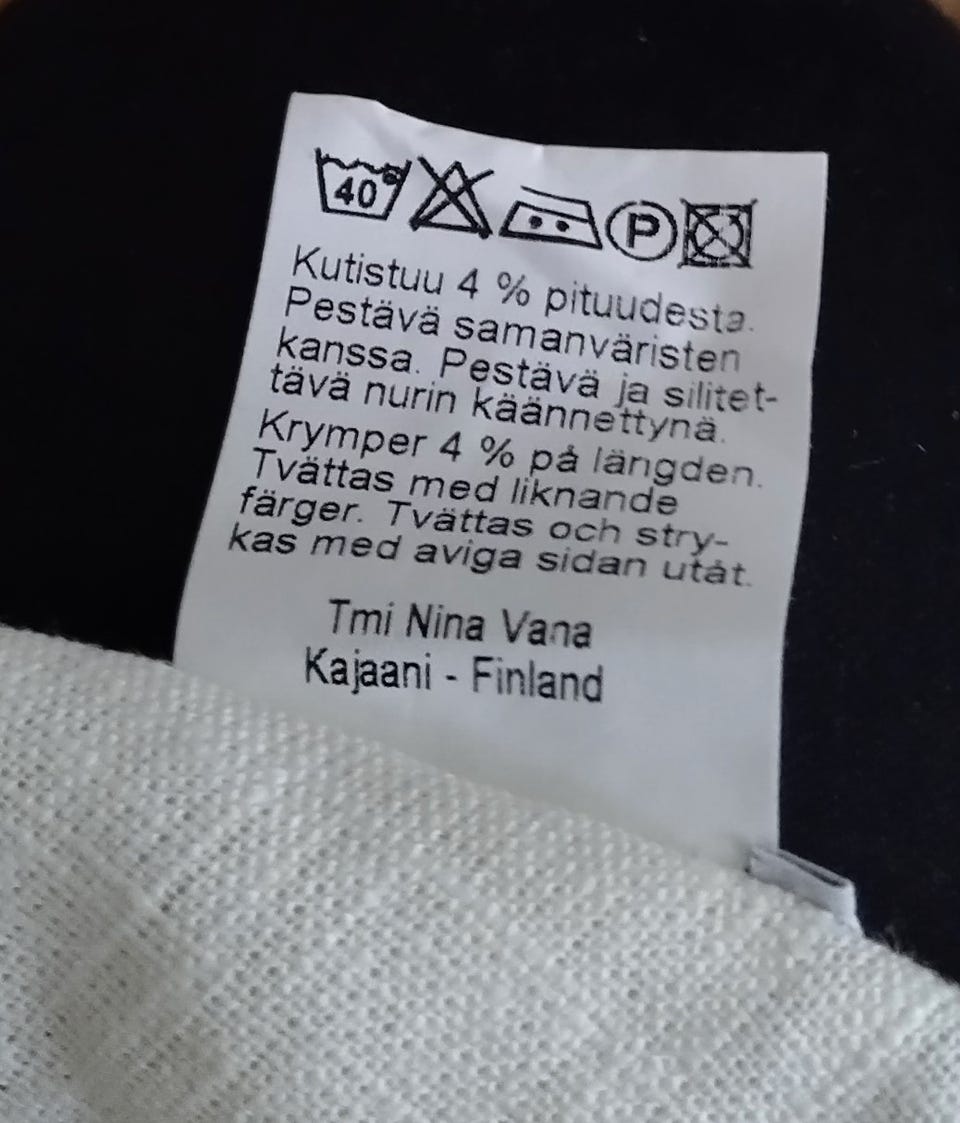 40 P
Kutistuu 4 % pituudesta.
Pestävä samanväristen
kanssa. Pestävä ja silitet-
tävä nurin käännettynä.
Krymper 4 % på längden.
Tvättas med liknande
färger. Tvättas och stry-
kas med aviga sidan utåt.
Tmi Nina Vana
Kajaani - Finland